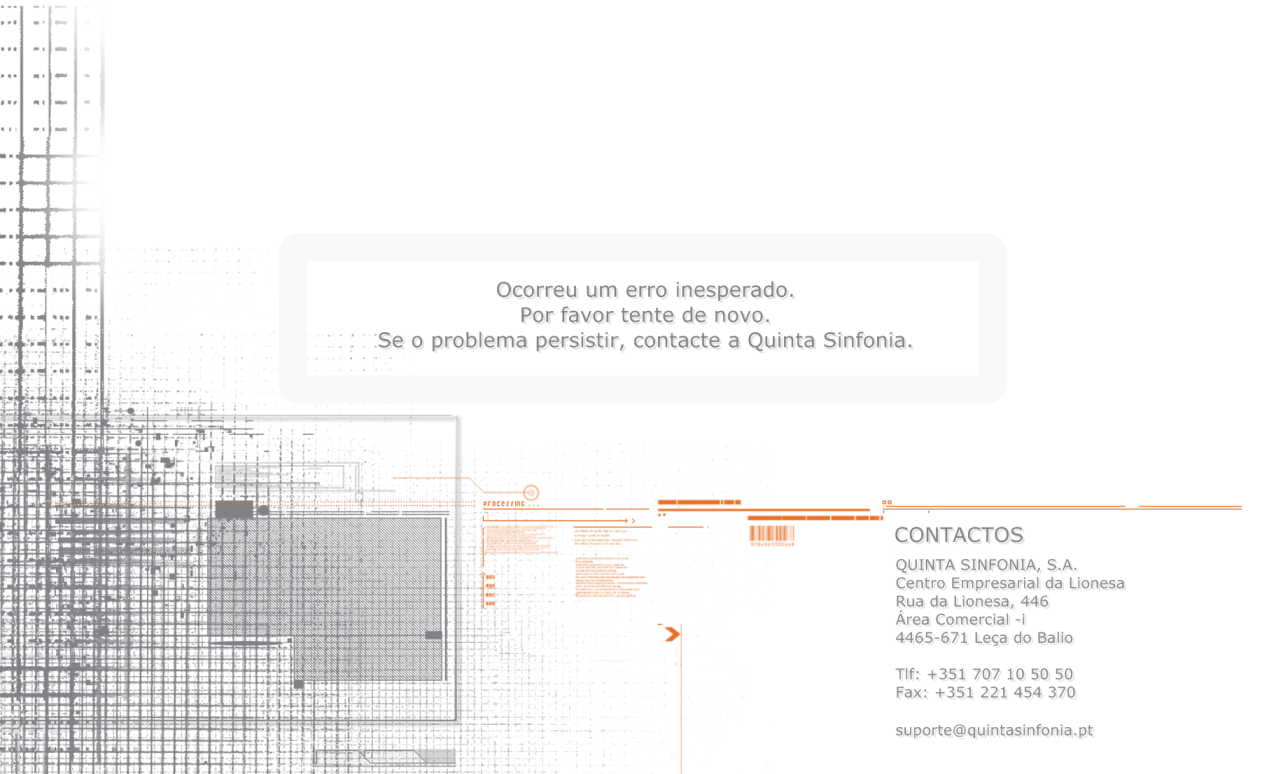 Ocorreu um erro inesperado.
Por favor tente de novo.
Se o problema persistir, contacte a Quinta Sinfonia.
processing...
CONTACTOS
QUINTA SINFONIA, S.A.
Centro Empresarial da Lionesa
Rua da Lionesa, 446
Área Comercial -i
4465-671 Leça do Balio
Tlf: +351 707 10 50 50
Fax: +351 221 454 370
suporte@quintasinfonia.pt